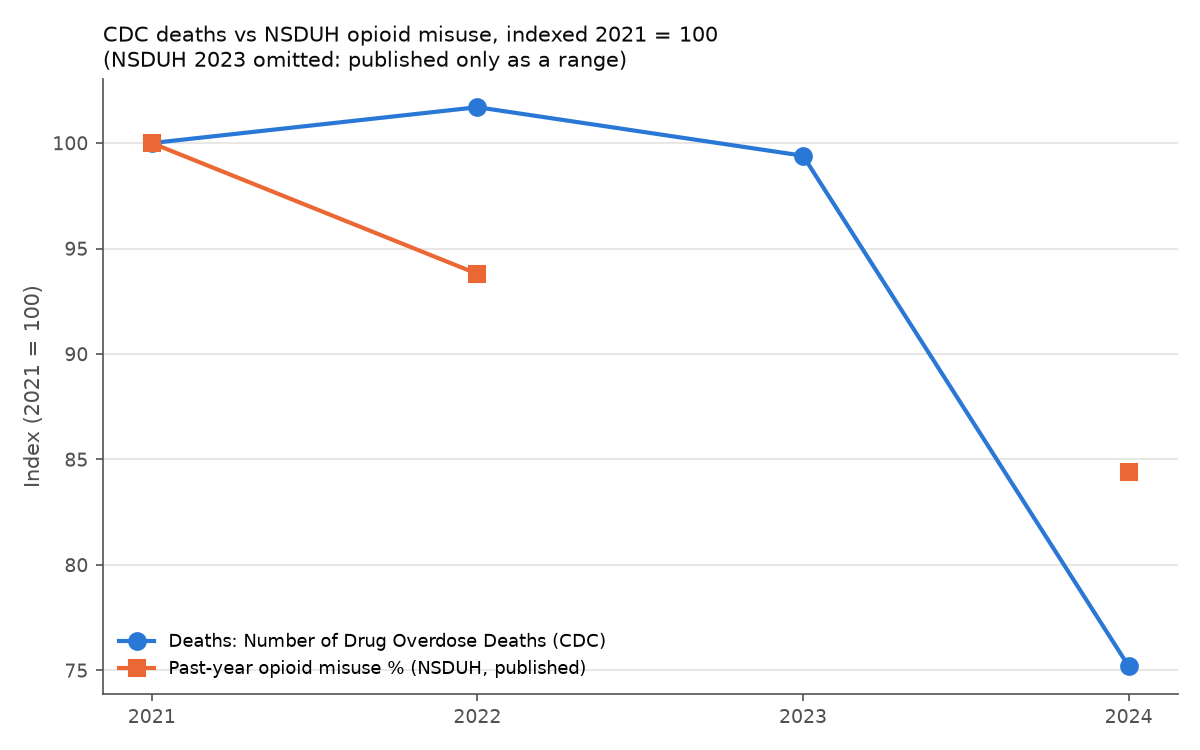 CDC deaths vs NSDUH opioid misuse, indexed 2021 = 100
(NSDUH 2023 omitted: published only as a range)
Index (2021 = 100)
100
95
90
85
80
75
Deaths: Number of Drug Overdose Deaths (CDC)
Past-year opioid misuse % (NSDUH, published)
2021
2022
2023
2024